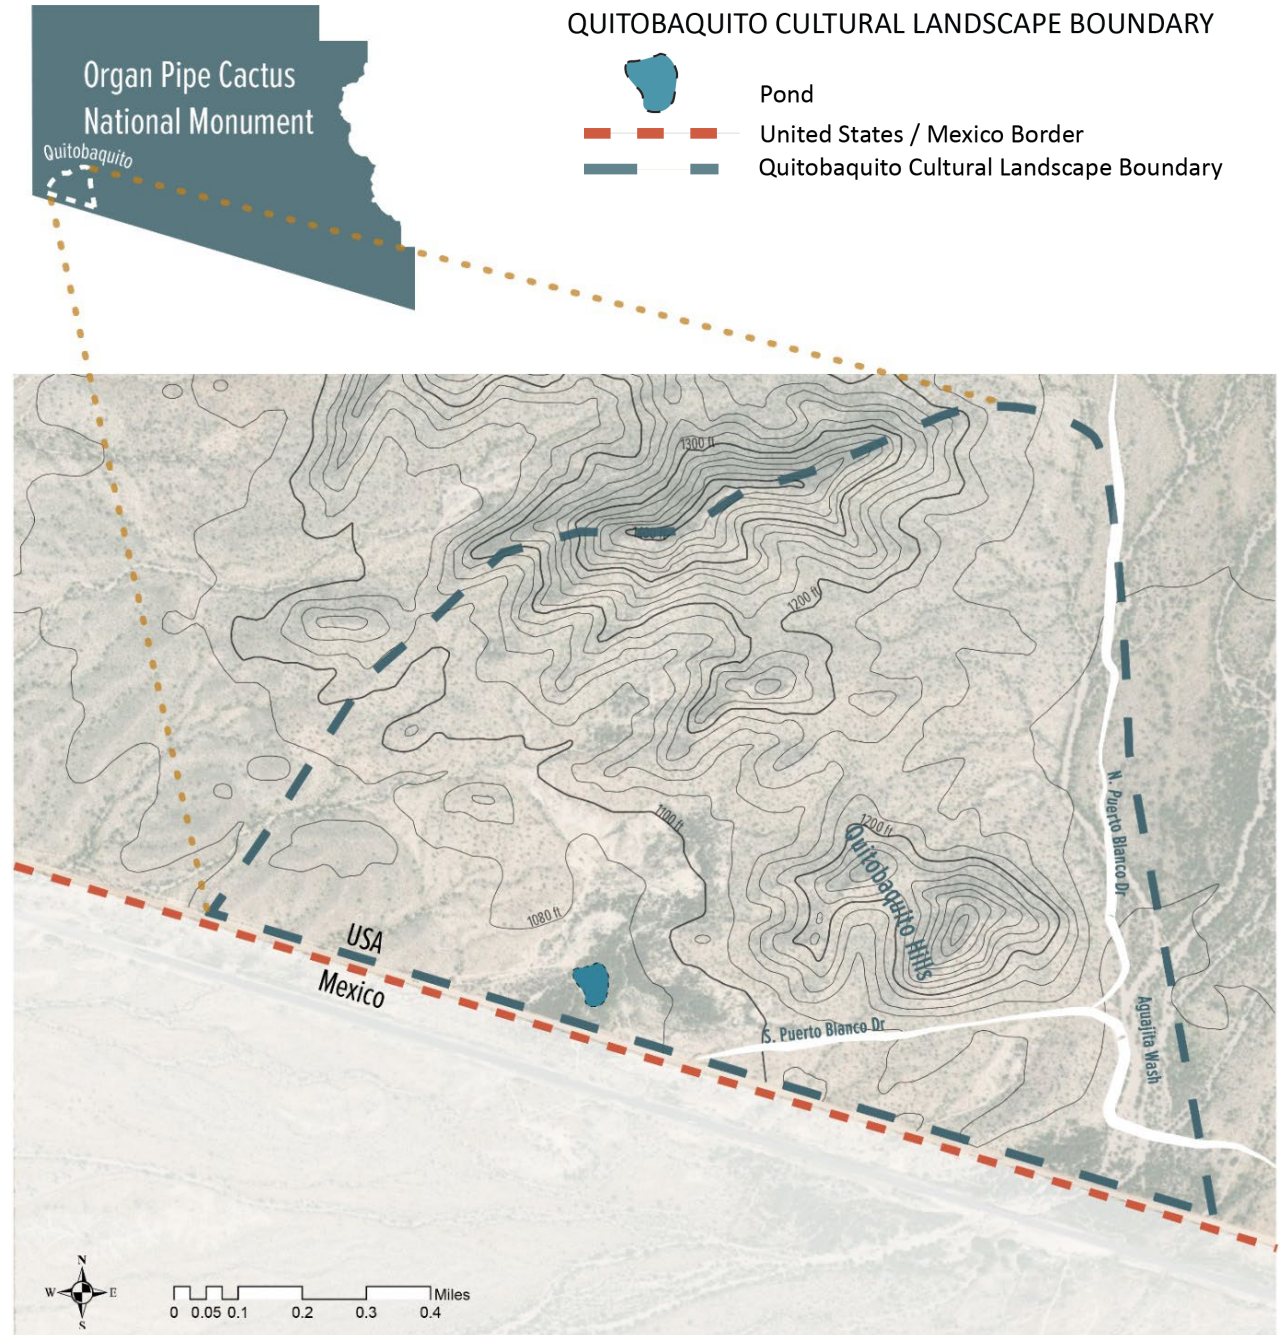 QUITOBAQUITO CULTURAL LANDSCAPE BOUNDARY
Pond
United States / Mexico Border
Quitobaquito Cultural Landscape Boundary
Organ Pipe Cactus
National Monument
Quitobaquito
1300 ft
1200 ft
1100 ft
1200 ft
Quitobaquito Hills
N. Puerto Blanco Dr
1080 ft
USA
Mexico
S. Puerto Blanco Dr
Aguajita Wash
N
W E
S
Miles
0 0.05 0.1 0.2 0.3 0.4